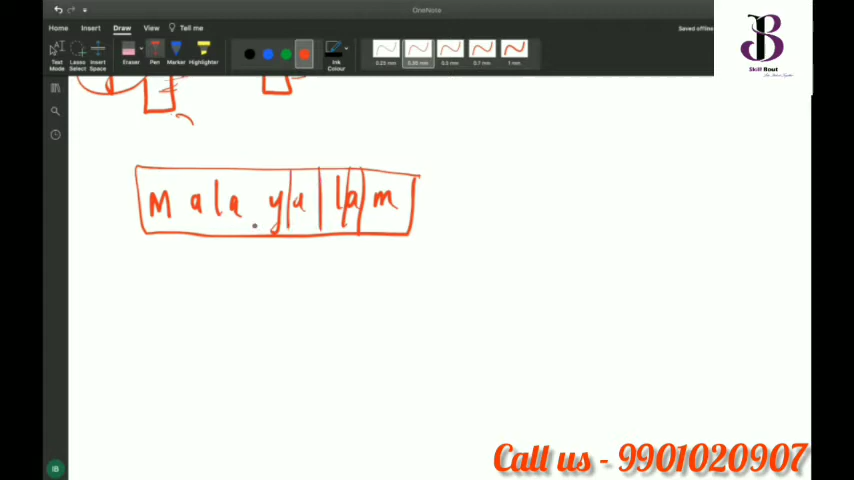 OneNote
Home Insert Draw View Tell me
Saved offline
Text Mode Lasso Select Insert Space Eraser Pen Marker Highlighter Ink Colour 0.25 mm 0.35 mm 0.5 mm 0.7 mm 1 mm
B
Skill Rout
M a l a y a l a m
IB
Call us - 9901020907